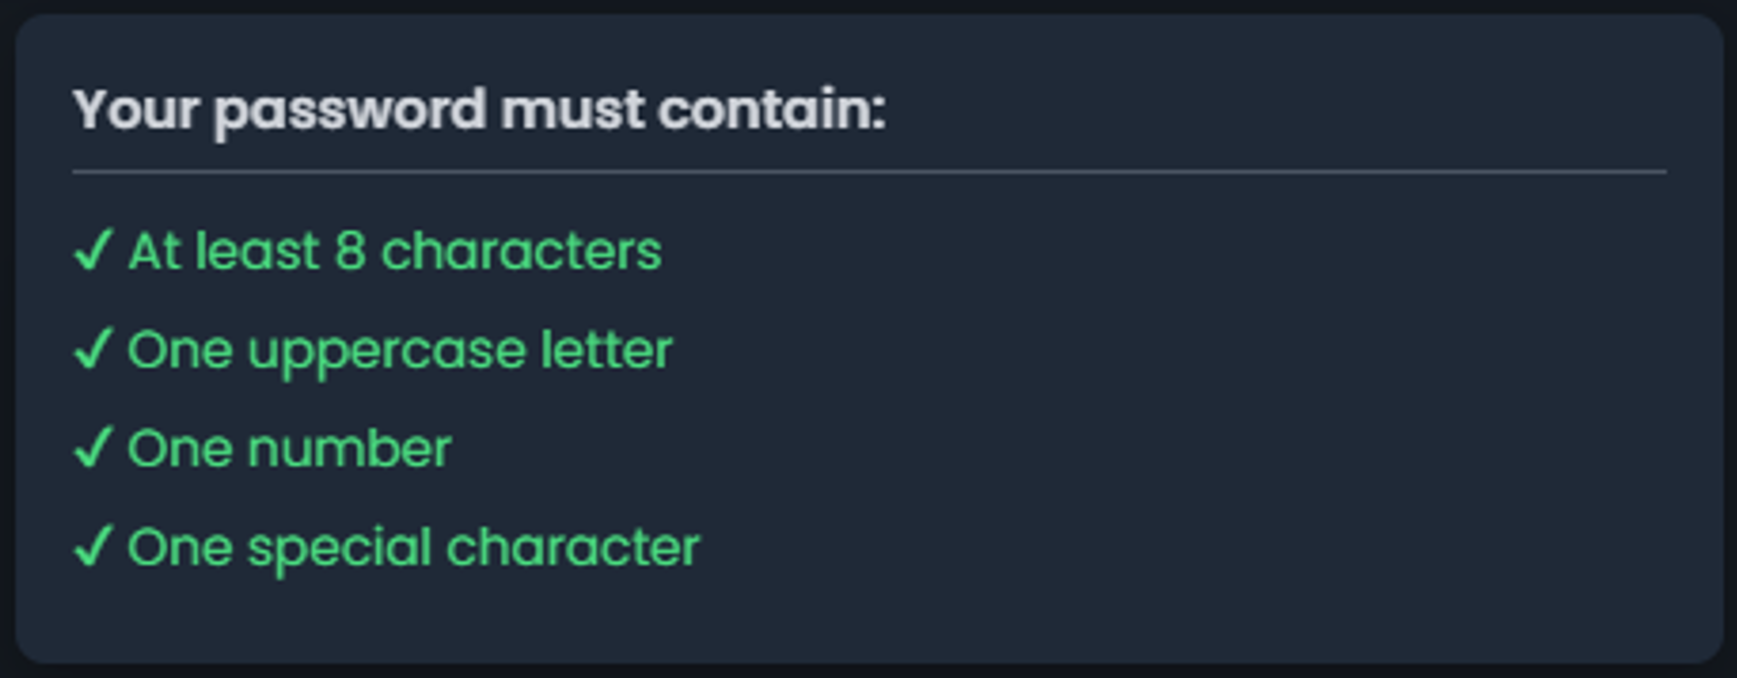 Your password must contain:
✓ At least 8 characters
✓ One uppercase letter
✓ One number
✓ One special character